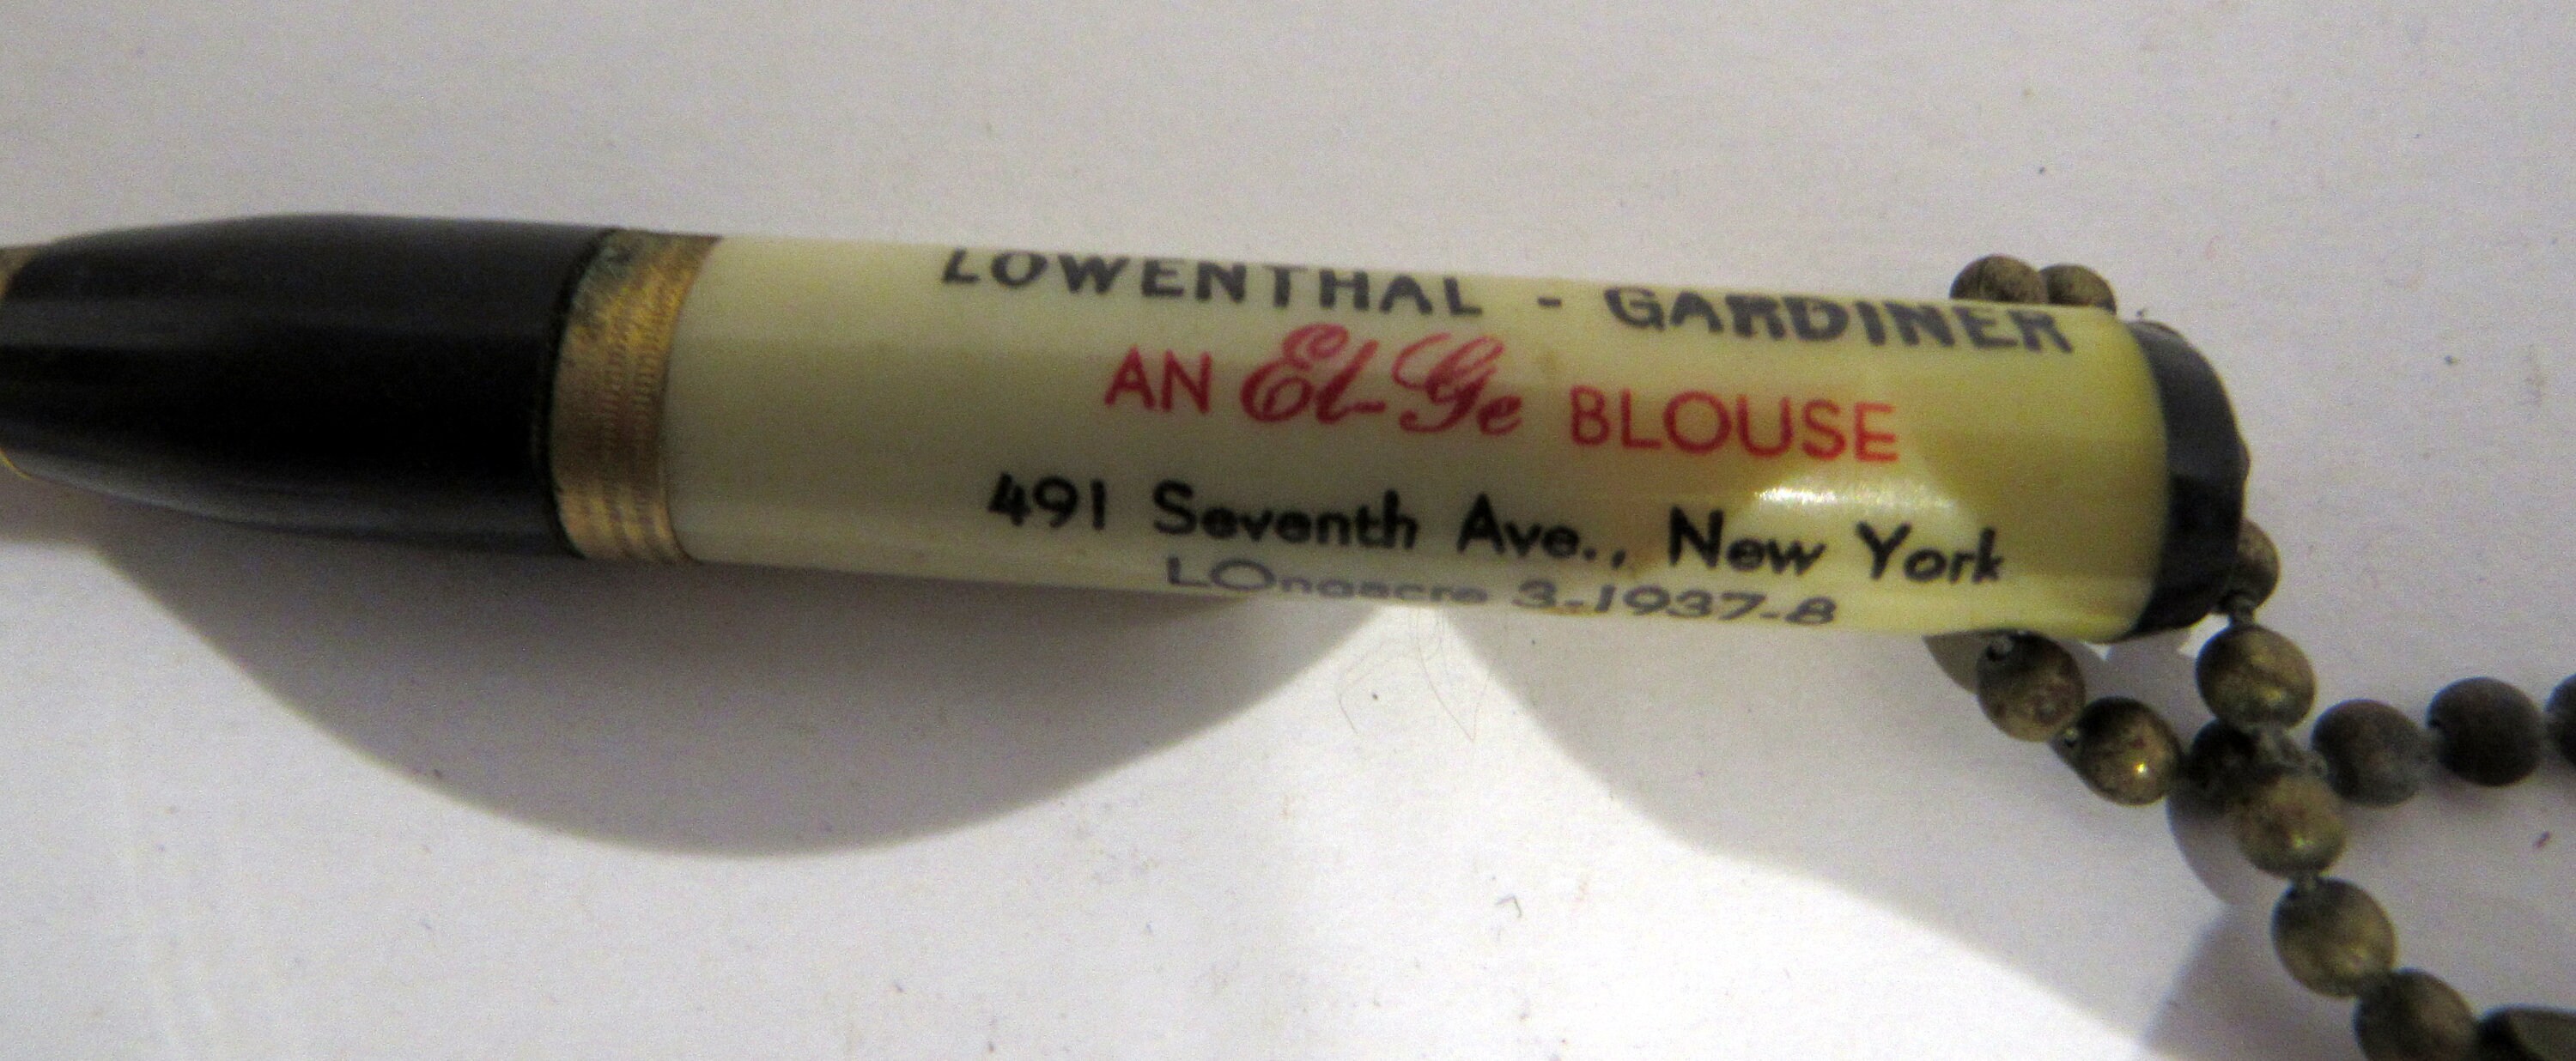 LOWENTHAL - GARDINER
AN El-Ge BLOUSE
491 Seventh Ave., New York
LOngacre 3-1937-8